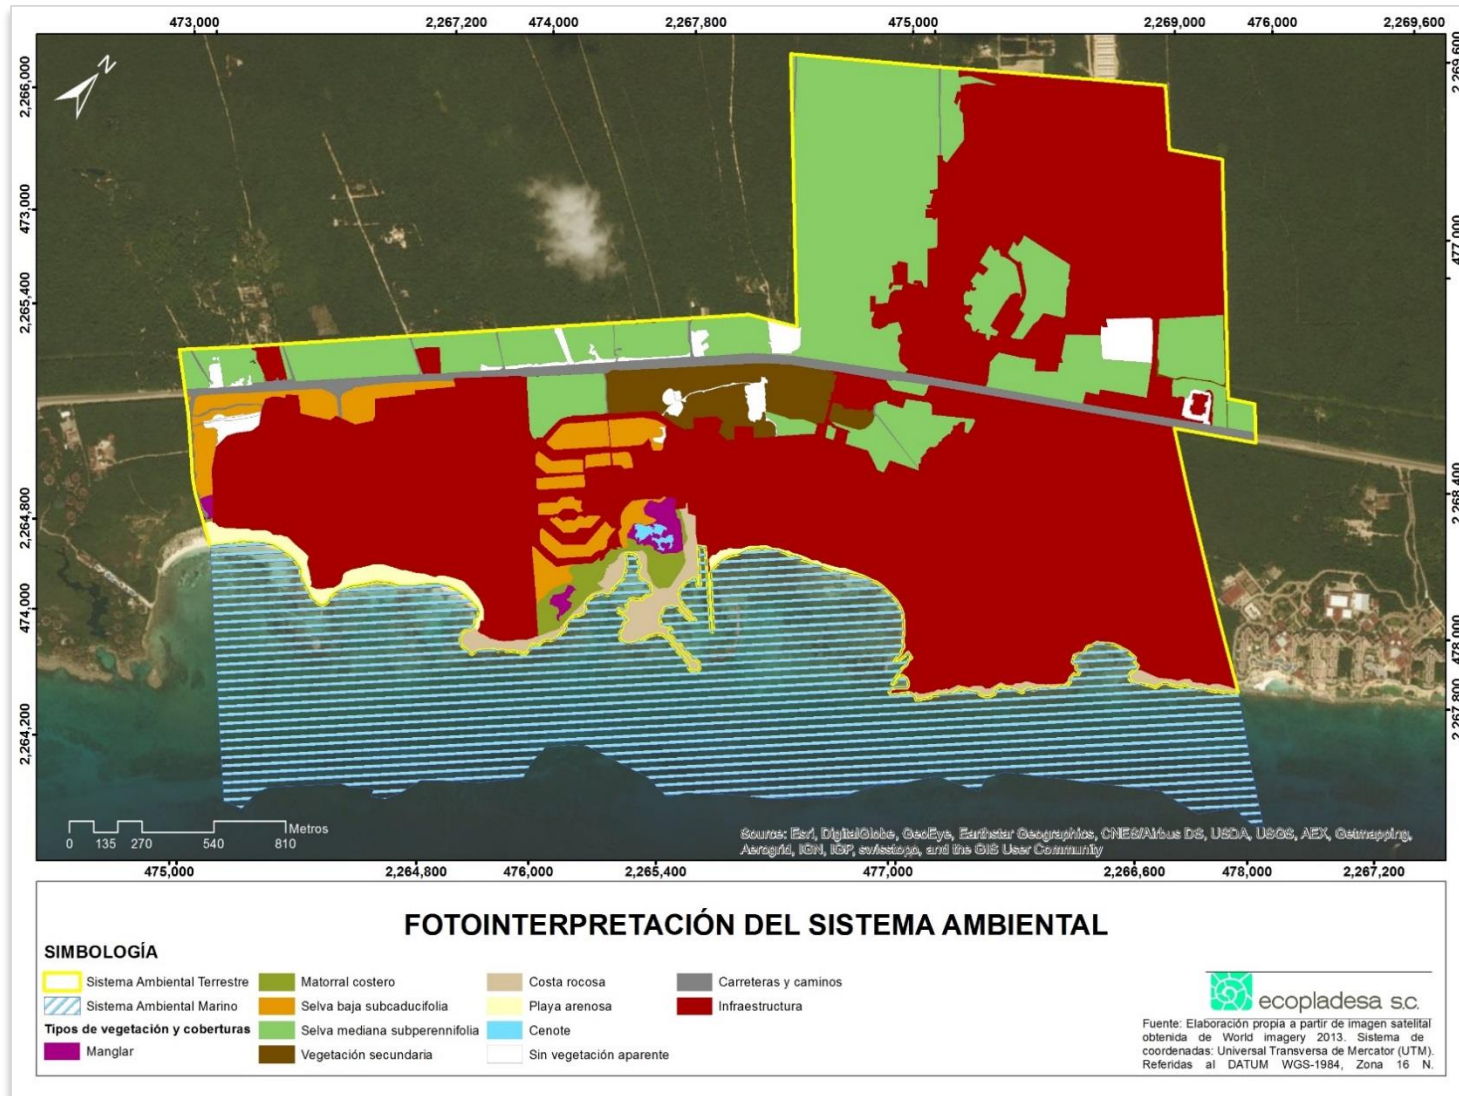 473,000 2,267,200 474,000 2,267,800 475,000 2,269,000 476,000 2,269,600
2,266,000
473,000
2,265,400
2,264,800
474,000
2,264,200
N
2,269,600
477,000
2,268,400
478,000
2,267,800
0 135 270 540 810 Metros
Source: Esri, DigitalGlobe, GeoEye, Earthstar Geographics, CNES/Airbus DS, USDA, USGS, AEX, Getmapping,
Aerogrid, IGN, IGP, swisstopo, and the GIS User Community
475,000 2,264,800 476,000 2,265,400 477,000 2,266,600 478,000 2,267,200
FOTOINTERPRETACIÓN DEL SISTEMA AMBIENTAL
SIMBOLOGÍA
Sistema Ambiental Terrestre
Sistema Ambiental Marino
Tipos de vegetación y coberturas
Manglar
Matorral costero
Selva baja subcaducifolia
Selva mediana subperennifolia
Vegetación secundaria
Costa rocosa
Playa arenosa
Cenote
Sin vegetación aparente
Carreteras y caminos
Infraestructura
ecopladesa s.c.
Fuente: Elaboración propia a partir de imagen satelital
obtenida de World imagery 2013. Sistema de
coordenadas: Universal Transversa de Mercator (UTM).
Referidas al DATUM WGS-1984, Zona 16 N.